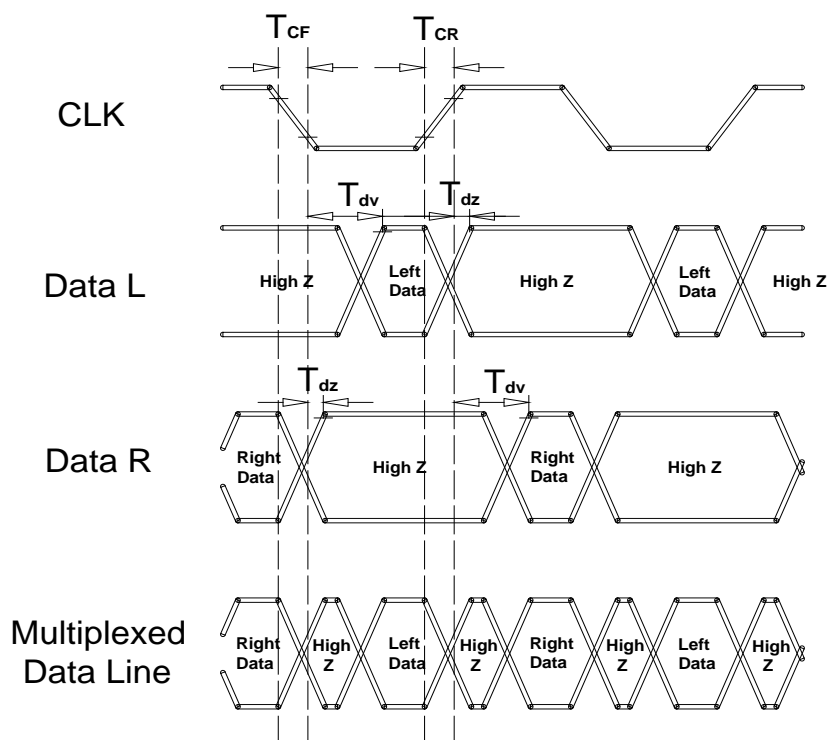 TCF TCR
CLK
Tdv Tdz
Data L
High Z Left Data High Z Left Data High Z
Tdz Tdv
Data R
Right Data High Z Right Data High Z
Multiplexed Data Line
Right Data High Z Left Data High Z Right Data High Z Left Data High Z